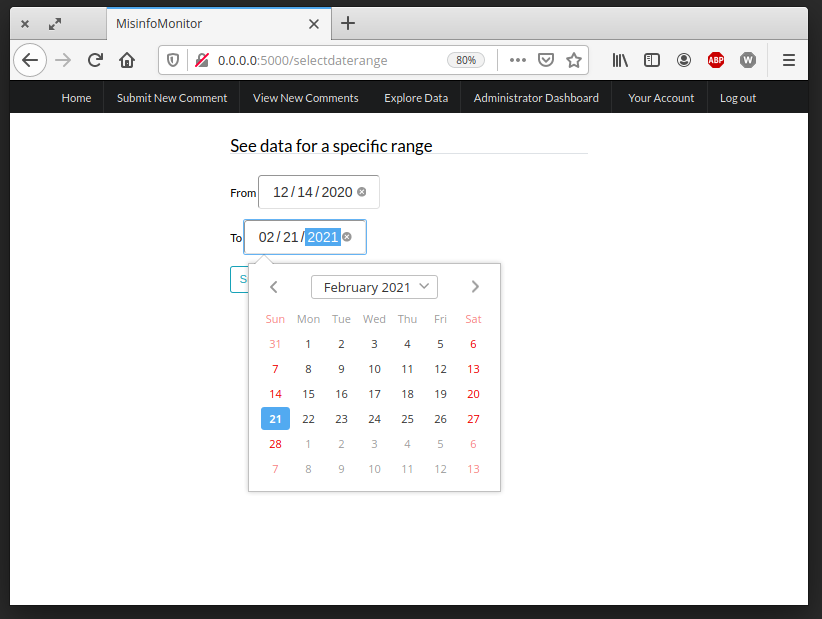 MisinfoMonitor
0.0.0.0:5000/selectdaterange 80% ABP W
Home Submit New Comment View New Comments Explore Data Administrator Dashboard Your Account Log out
See data for a specific range
From 12/14/2020
To 02/21/2021
S
February 2021
Sun Mon Tue Wed Thu Fri Sat
31 1 2 3 4 5 6
7 8 9 10 11 12 13
14 15 16 17 18 19 20
21 22 23 24 25 26 27
28 1 2 3 4 5 6
7 8 9 10 11 12 13